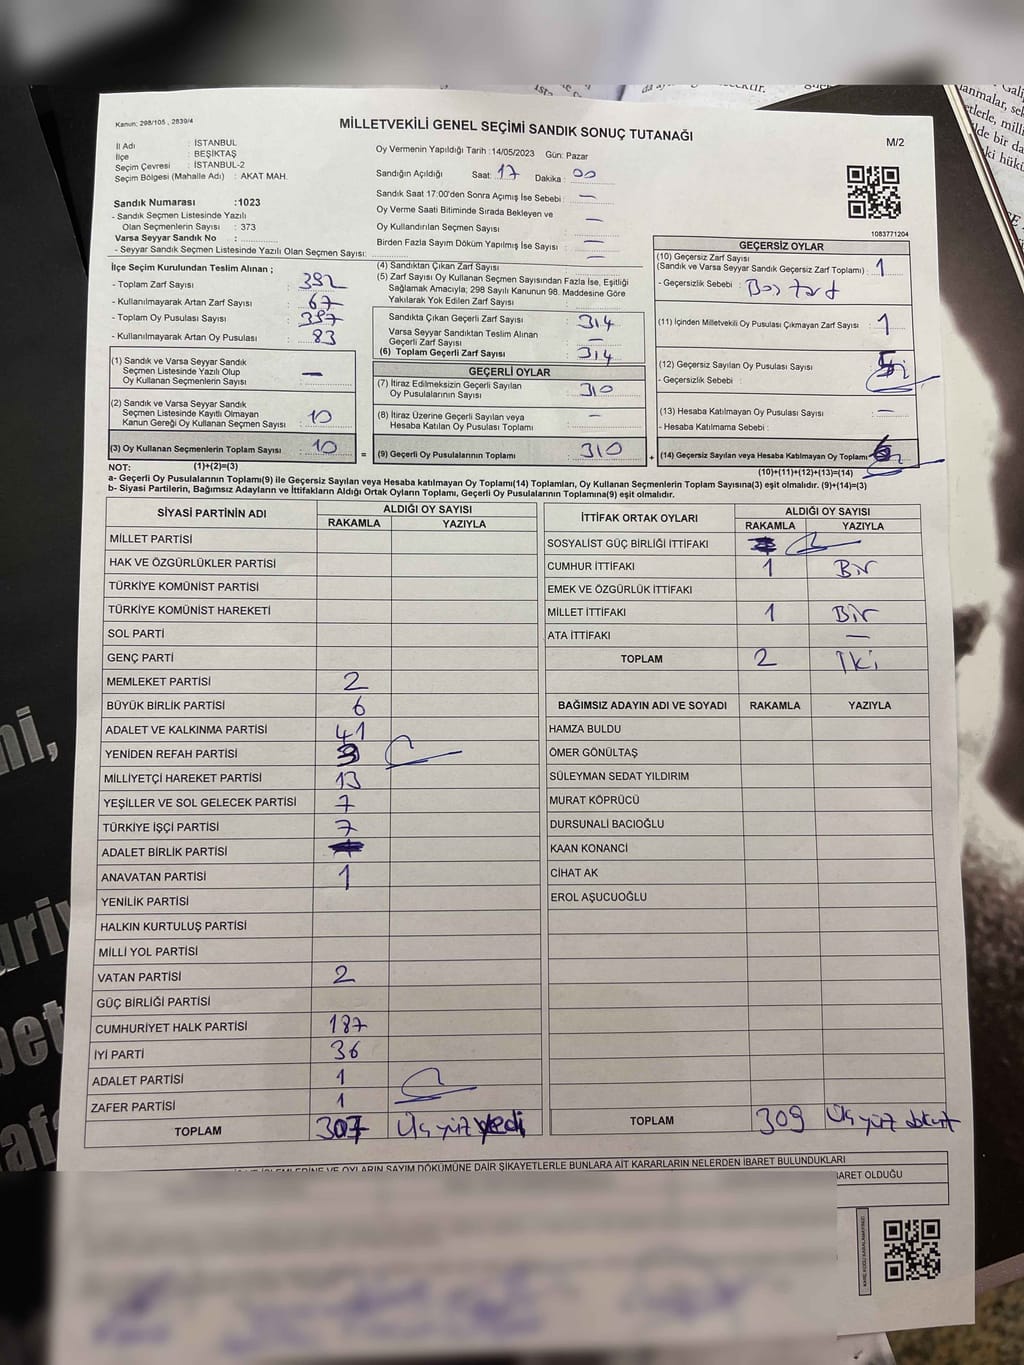 Kanun: 298/105 , 2839/4
MİLLETVEKİLİ GENEL SEÇİMİ SANDIK SONUÇ TUTANAĞI
M/2
İl Adı : İSTANBUL
İlçe : BEŞİKTAŞ
Seçim Çevresi : İSTANBUL-2
Seçim Bölgesi (Mahalle Adı) : AKAT MAH.
Oy Vermenin Yapıldığı Tarih :14/05/2023 Gün: Pazar
Sandığın Açıldığı Saat: 17 Dakika : 00
Sandık Saat 17:00'den Sonra Açımış İse Sebebi : —
Oy Verme Saati Bitiminde Sırada Bekleyen ve
Oy Kullandırılan Seçmen Sayısı : —
Birden Fazla Sayım Döküm Yapılmış İse Sayısı : —
1083771204
Sandık Numarası :1023
- Sandık Seçmen Listesinde Yazılı
Olan Seçmenlerin Sayısı : 373
Varsa Seyyar Sandık No :
- Seyyar Sandık Seçmen Listesinde Yazılı Olan Seçmen Sayısı:
İlçe Seçim Kurulundan Teslim Alınan ;
- Toplam Zarf Sayısı : 382
- Kullanılmayarak Artan Zarf Sayısı : 67
- Toplam Oy Pusulası Sayısı : 397
- Kullanılmayarak Artan Oy Pusulası : 83
(1) Sandık ve Varsa Seyyar Sandık
Seçmen Listesinde Yazılı Olup
Oy Kullanan Seçmenlerin Sayısı : —
(2) Sandık ve Varsa Seyyar Sandık
Seçmen Listesinde Kayıtlı Olmayan
Kanun Gereği Oy Kullanan Seçmen Sayısı : 10
(3) Oy Kullanan Seçmenlerin Toplam Sayısı : 10 =
(4) Sandıktan Çıkan Zarf Sayısı : —
(5) Zarf Sayısı Oy Kullanan Seçmen Sayısından Fazla İse, Eşitliği
Sağlamak Amacıyla; 298 Sayılı Kanunun 98. Maddesine Göre
Yakılarak Yok Edilen Zarf Sayısı :
Sandıkta Çıkan Geçerli Zarf Sayısı : 314
Varsa Seyyar Sandıktan Teslim Alınan
Geçerli Zarf Sayısı : —
(6) Toplam Geçerli Zarf Sayısı : 314
GEÇERLİ OYLAR
(7) İtiraz Edilmeksizin Geçerli Sayılan
Oy Pusulalarının Sayısı : 310
(8) İtiraz Üzerine Geçerli Sayılan veya
Hesaba Katılan Oy Pusulası Toplamı : —
(9) Geçerli Oy Pusulalarının Toplamı : 310 +
GEÇERSİZ OYLAR
(10) Geçersiz Zarf Sayısı
(Sandık ve Varsa Seyyar Sandık Geçersiz Zarf Toplamı) : 1
- Geçersizlik Sebebi : Boş zarf
(11) İçinden Milletvekili Oy Pusulası Çıkmayan Zarf Sayısı : 1
(12) Geçersiz Sayılan Oy Pusulası Sayısı :
- Geçersizlik Sebebi :
(13) Hesaba Katılmayan Oy Pusulası Sayısı : —
- Hesaba Katılmama Sebebi :
(14) Geçersiz Sayılan veya Hesaba Katılmayan Oy Toplamı :
NOT: (1)+(2)=(3)
(10)+(11)+(12)+(13)=(14)
a- Geçerli Oy Pusulalarının Toplamı(9) ile Geçersiz Sayılan veya Hesaba katılmayan Oy Toplamı(14) Toplamları, Oy Kullanan Seçmenlerin Toplam Sayısına(3) eşit olmalıdır. (9)+(14)=(3)
b- Siyasi Partilerin, Bağımsız Adayların ve İttifakların Aldığı Ortak Oyların Toplamı, Geçerli Oy Pusulalarının Toplamına(9) eşit olmalıdır.
SİYASİ PARTİNİN ADI ALDIĞI OY SAYISI
RAKAMLA YAZIYLA
MİLLET PARTİSİ
HAK VE ÖZGÜRLÜKLER PARTİSİ
TÜRKİYE KOMÜNİST PARTİSİ
TÜRKİYE KOMÜNİST HAREKETİ
SOL PARTİ
GENÇ PARTİ
MEMLEKET PARTİSİ 2
BÜYÜK BİRLİK PARTİSİ 6
ADALET VE KALKINMA PARTİSİ 41
YENİDEN REFAH PARTİSİ 3
MİLLİYETÇİ HAREKET PARTİSİ 13
YEŞİLLER VE SOL GELECEK PARTİSİ 7
TÜRKİYE İŞÇİ PARTİSİ 7
ADALET BİRLİK PARTİSİ
ANAVATAN PARTİSİ 1
YENİLİK PARTİSİ
HALKIN KURTULUŞ PARTİSİ
MİLLİ YOL PARTİSİ
VATAN PARTİSİ 2
GÜÇ BİRLİĞİ PARTİSİ
CUMHURİYET HALK PARTİSİ 187
İYİ PARTİ 36
ADALET PARTİSİ 1
ZAFER PARTİSİ 1
TOPLAM 307 Üç yüz yedi
İTTİFAK ORTAK OYLARI ALDIĞI OY SAYISI
RAKAMLA YAZIYLA
SOSYALİST GÜÇ BİRLİĞİ İTTİFAKI
CUMHUR İTTİFAKI 1 Bir
EMEK VE ÖZGÜRLÜK İTTİFAKI
MİLLET İTTİFAKI 1 Bir
ATA İTTİFAKI —
TOPLAM 2 İki
BAĞIMSIZ ADAYIN ADI VE SOYADI RAKAMLA YAZIYLA
HAMZA BULDU
ÖMER GÖNÜLTAŞ
SÜLEYMAN SEDAT YILDIRIM
MURAT KÖPRÜCÜ
DURSUNALİ BACIOĞLU
KAAN KONANCİ
CİHAT AK
EROL AŞUCUOĞLU
TOPLAM 309 Üç yüz dokuz
OYLARIN SAYIM DÖKÜMÜNE DAİR ŞİKAYETLERLE BUNLARA AİT KARARLARIN NELERDEN İBARET BULUNDUKLARI
BARET OLDUĞU